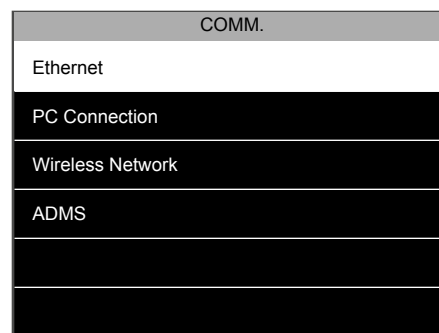 COMM.
Ethernet
PC Connection
Wireless Network
ADMS